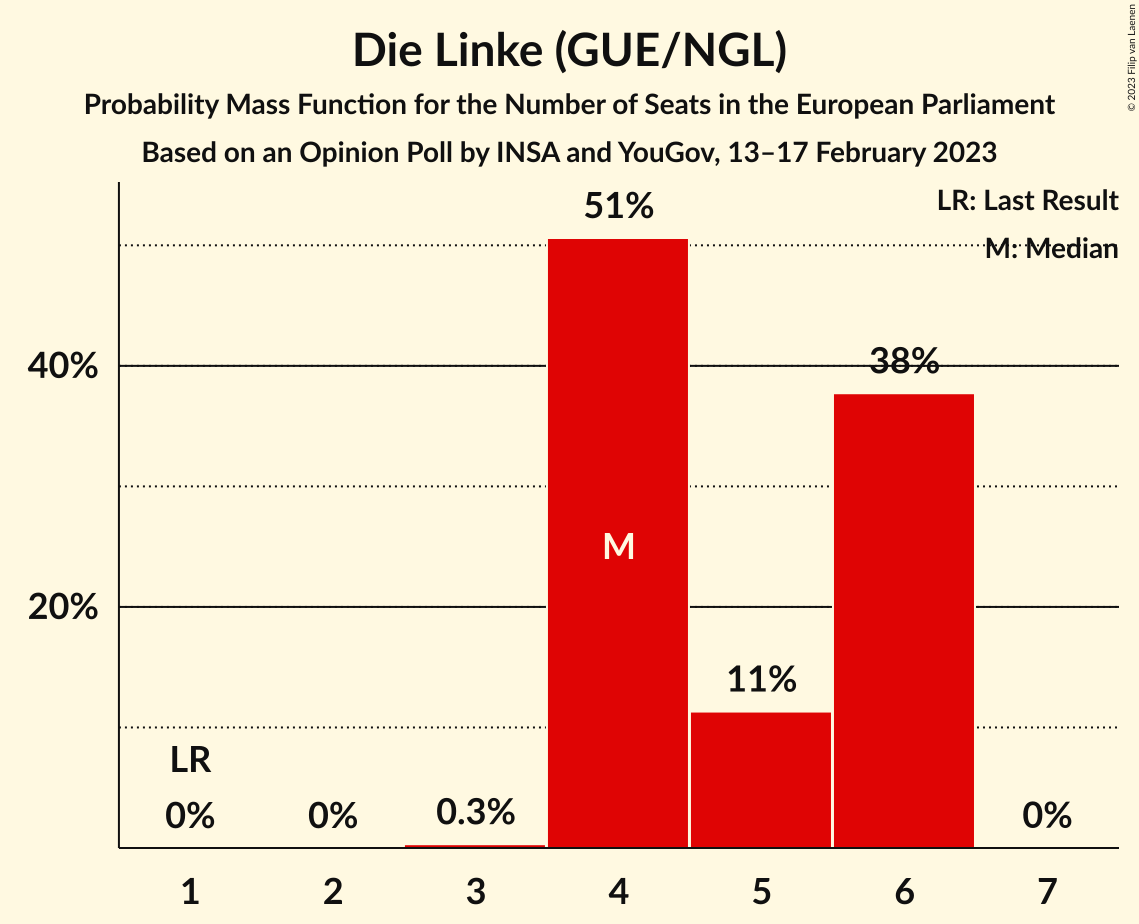 Die Linke (GUE/NGL)
Probability Mass Function for the Number of Seats in the European Parliament
Based on an Opinion Poll by INSA and YouGov, 13–17 February 2023
© 2023 Filip van Laenen
LR: Last Result
M: Median
51%
40%
38%
M
20%
11%
LR
0%
0%
0.3%
0%
1 2 3 4 5 6 7